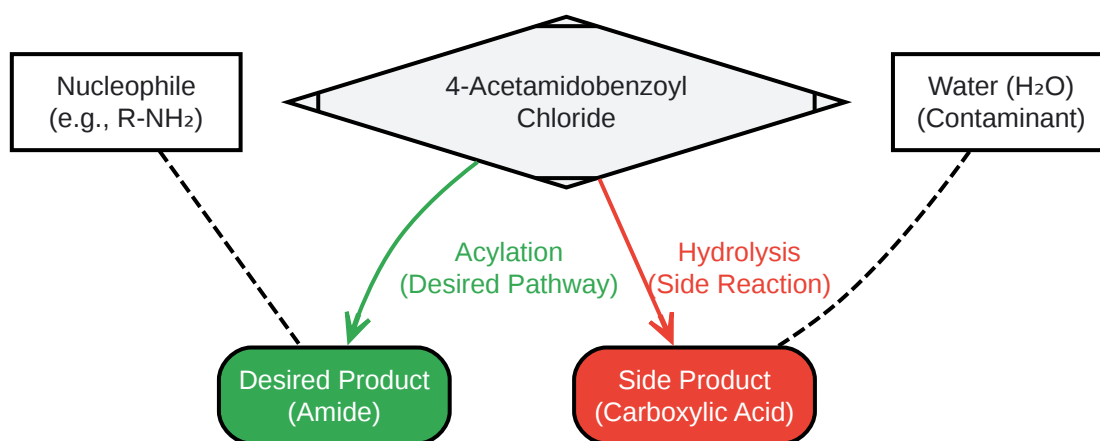 Nucleophile
(e.g., R-NH₂)
4-Acetamidobenzoyl
Chloride
Water (H₂O)
(Contaminant)
Acylation
(Desired Pathway)
Hydrolysis
(Side Reaction)
Desired Product
(Amide)
Side Product
(Carboxylic Acid)